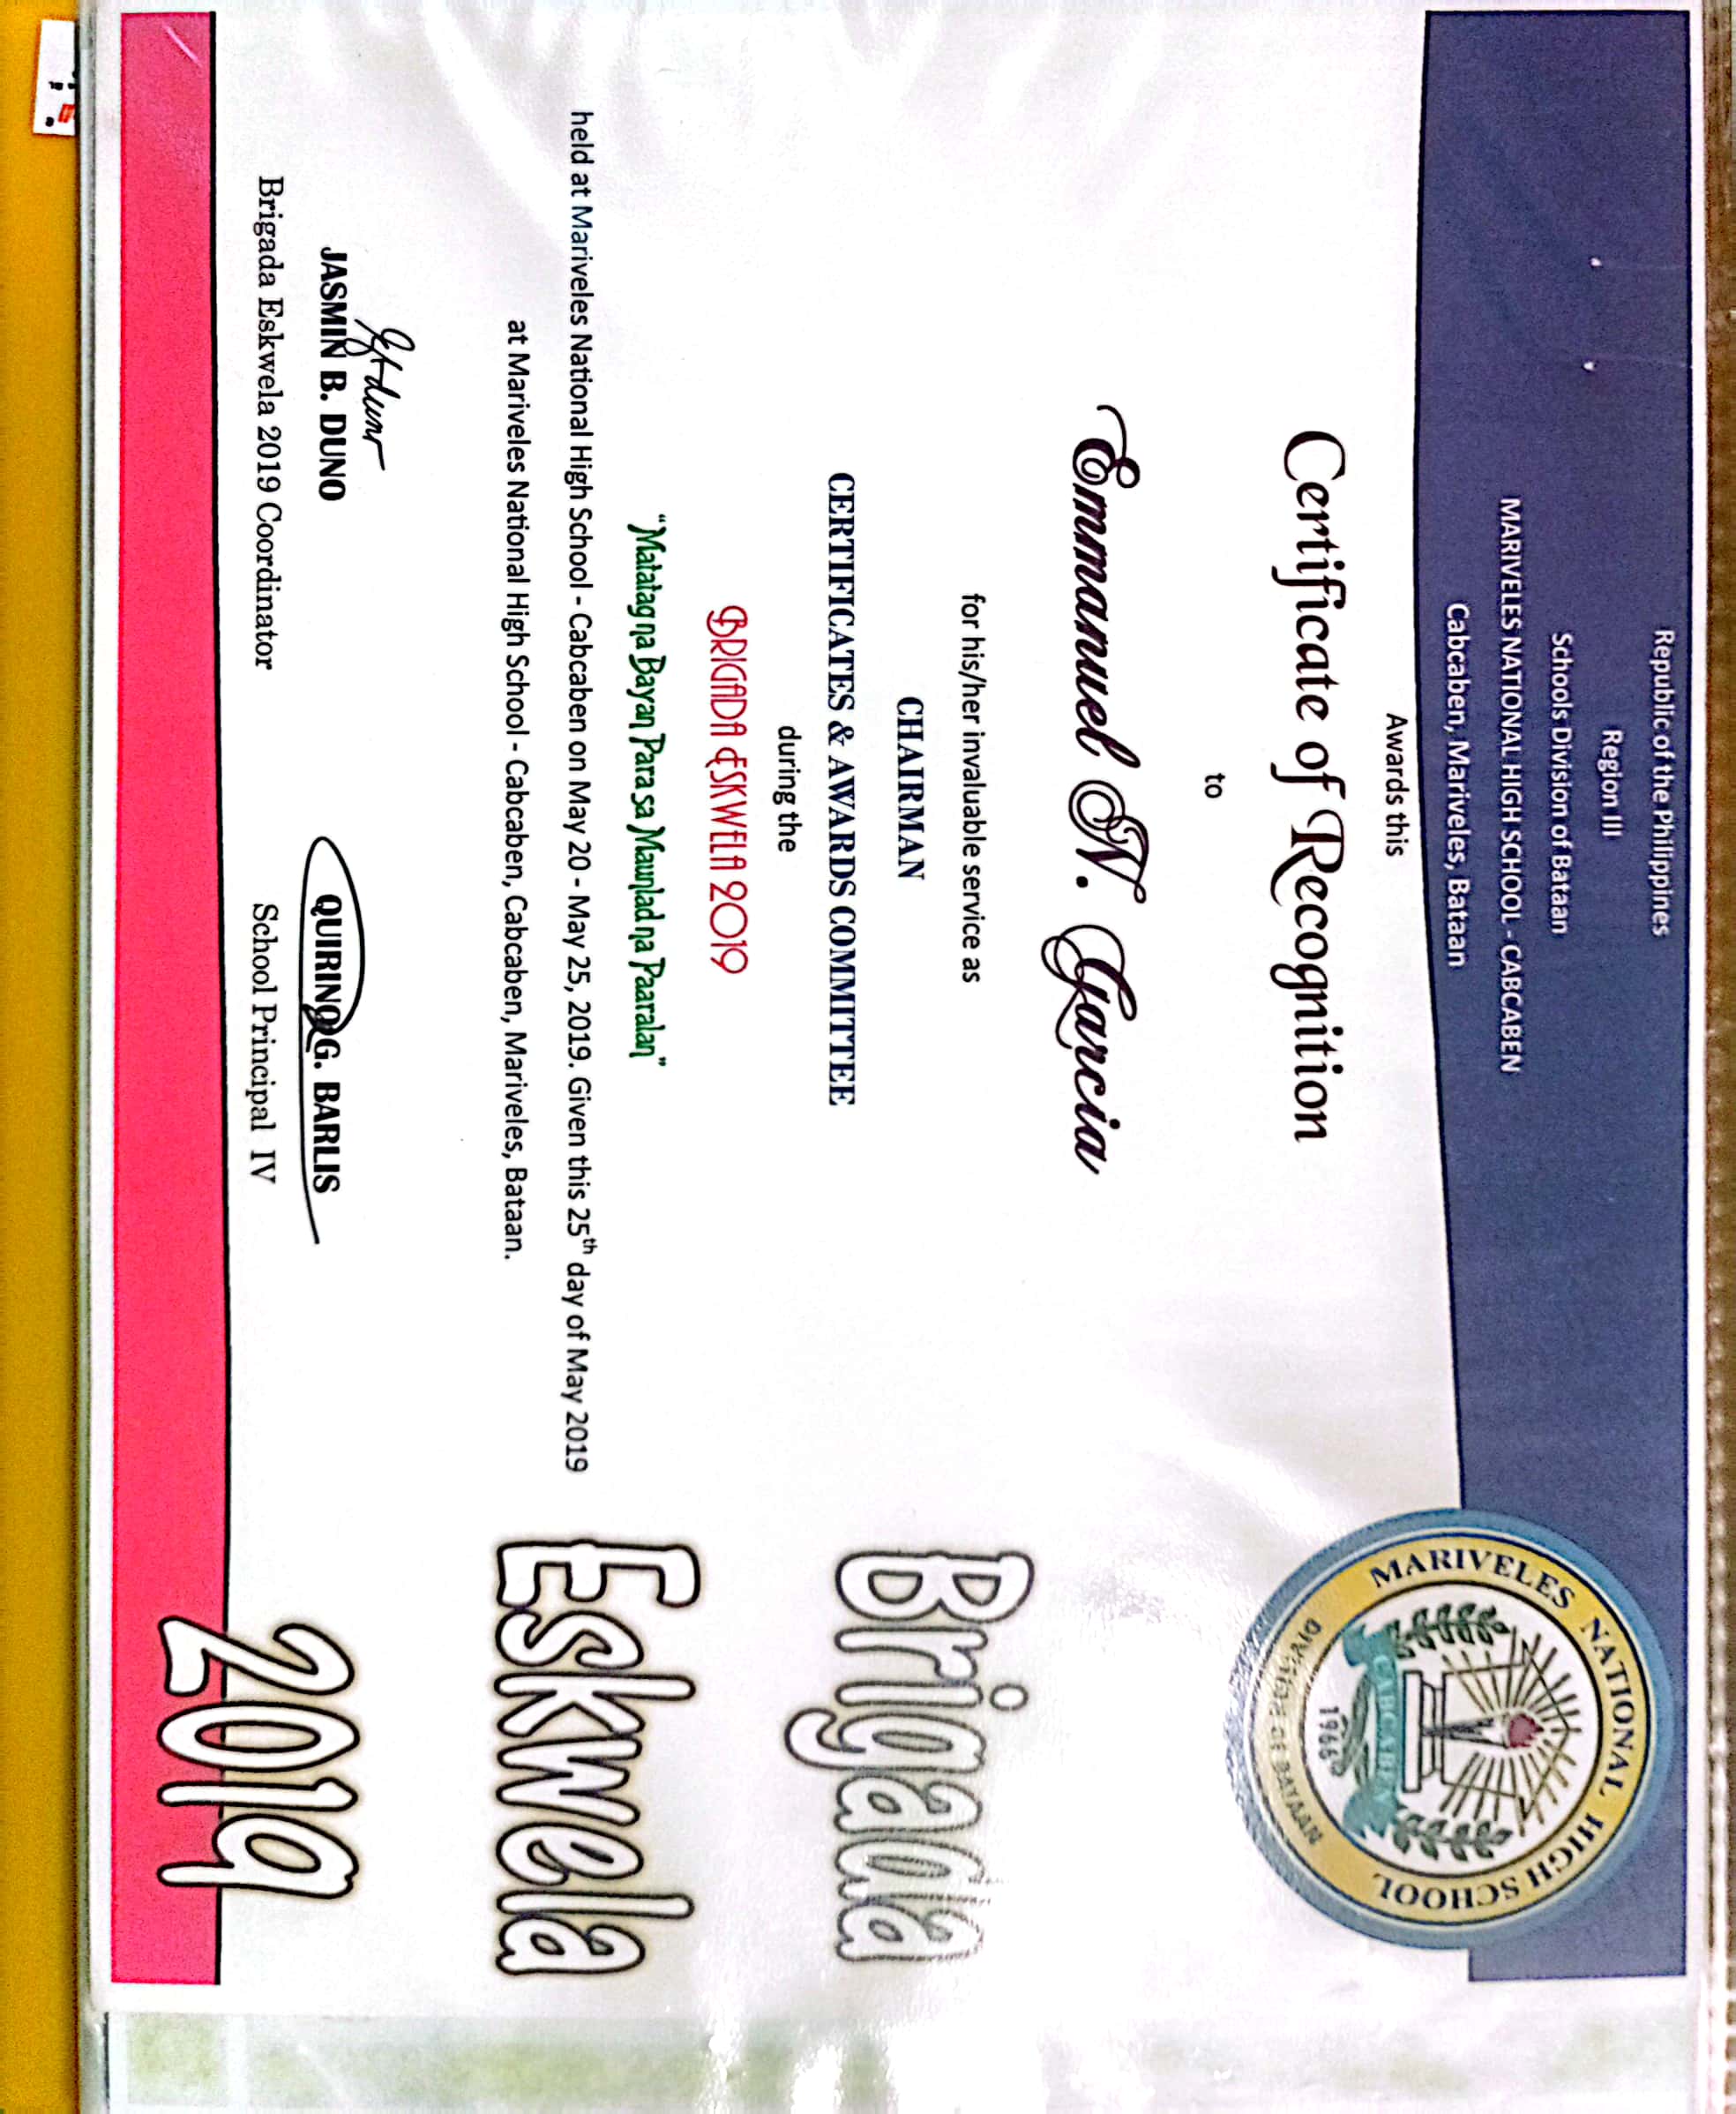 Republic of the Philippines
Region III
Schools Division of Bataan
MARIVELES NATIONAL HIGH SCHOOL - CABCABEN
Cabcaben, Mariveles, Bataan
MARIVELES NATIONAL HIGH SCHOOL
CABCABEN
1966
DIVISION OF BATAAN
Awards this
Certificate of Recognition
to
Emmanuel N. Garcia
for his/her invaluable service as
CHAIRMAN
CERTIFICATES & AWARDS COMMITTEE
during the
BRIGADA ESKWELA 2019
"Matatag na Bayan Para sa Maunlad na Paaralan"
held at Mariveles National High School - Cabcaben on May 20 - May 25, 2019. Given this 25th day of May 2019
at Mariveles National High School - Cabcaben, Cabcaben, Mariveles, Bataan.
JASMIN B. DUNO
Brigada Eskwela 2019 Coordinator
QUIRINO G. BARLIS
School Principal IV
Brigada
Eskwela
2019